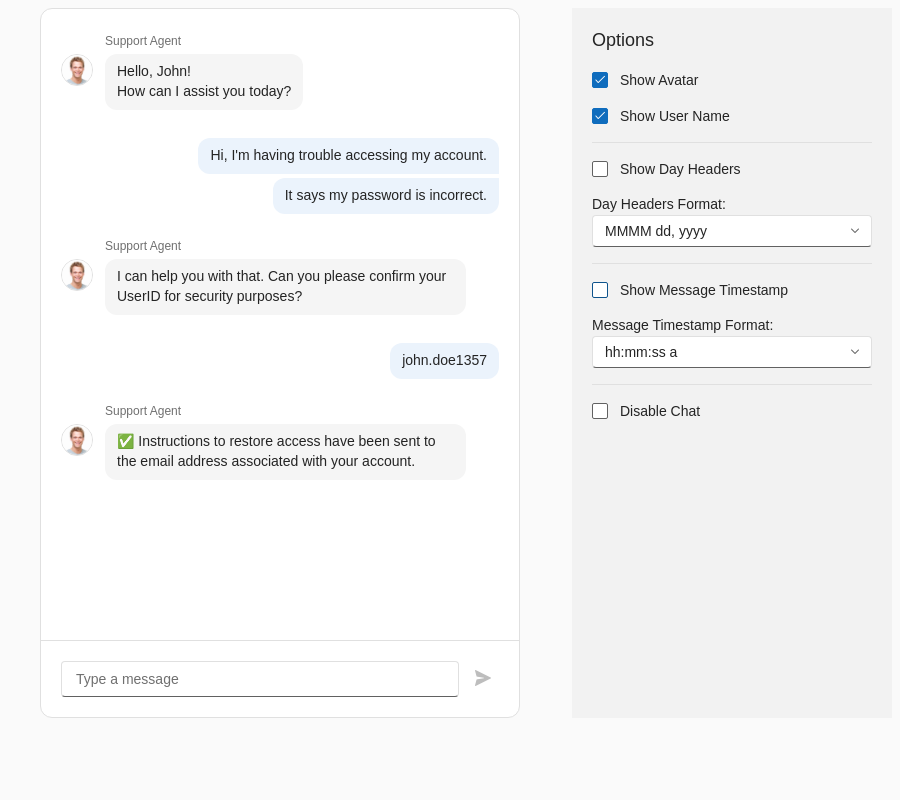 Support Agent
Hello, John!
How can I assist you today?
Hi, I'm having trouble accessing my account.
It says my password is incorrect.
Support Agent
I can help you with that. Can you please confirm your
UserID for security purposes?
john.doe1357
Support Agent
✅ Instructions to restore access have been sent to
the email address associated with your account.
Type a message
Options
Show Avatar
Show User Name
Show Day Headers
Day Headers Format:
MMMM dd, yyyy
Show Message Timestamp
Message Timestamp Format:
hh:mm:ss a
Disable Chat